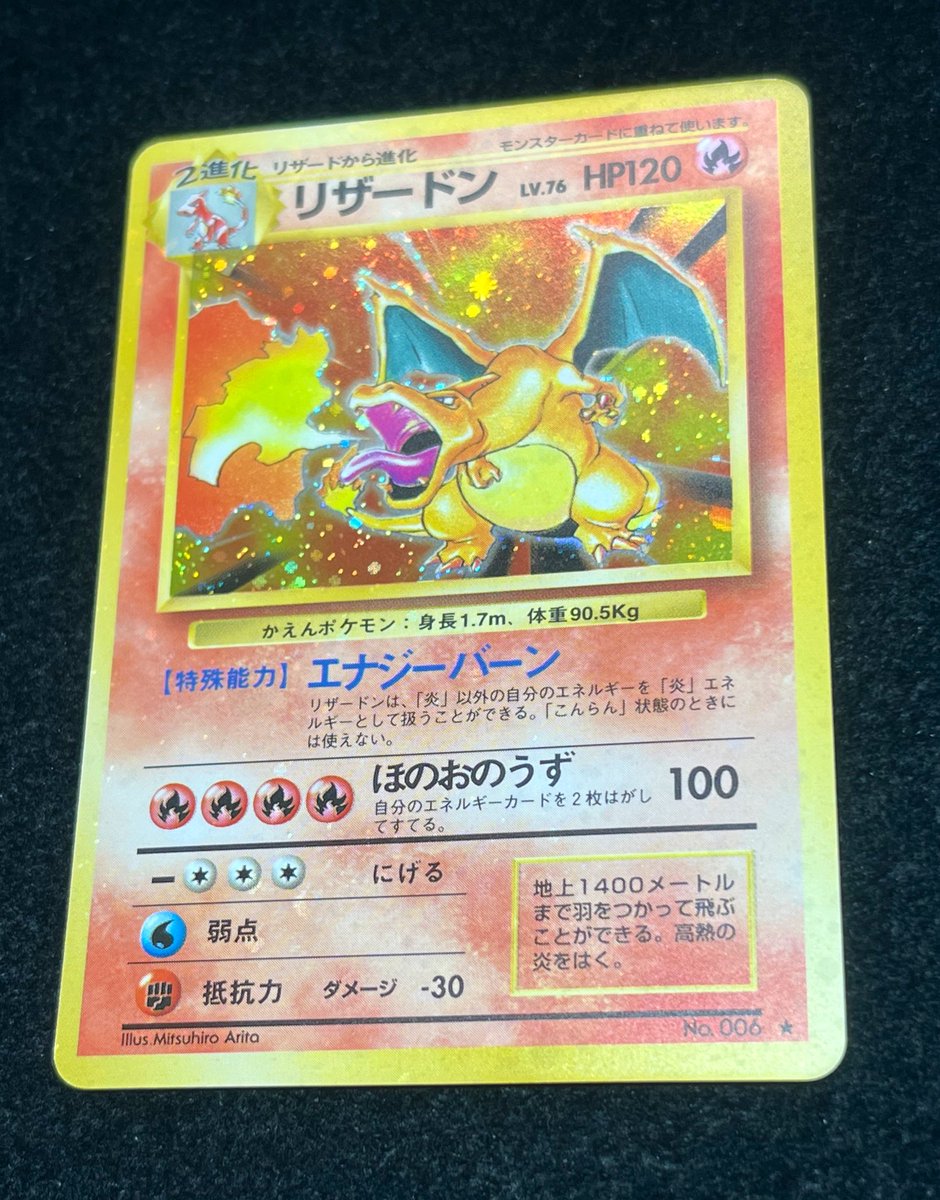 2進化
リザードから進化
モンスターカードに重ねて使います。
リザードン LV.76 HP120
かえんポケモン：身長1.7m、体重90.5Kg
【特殊能力】エナジーバーン
リザードンは、「炎」以外の自分のエネルギーを「炎」エネ
ルギーとして扱うことができる。「こんらん」状態のときに
は使えない。
ほのおのうず 100
自分のエネルギーカードを2枚はがし
てすてる。
にげる
弱点
抵抗力 ダメージ -30
地上1400メートル
まで羽をつかって飛ぶ
ことができる。高熱の
炎をはく。
Illus.Mitsuhiro Arita
No. 006 ★